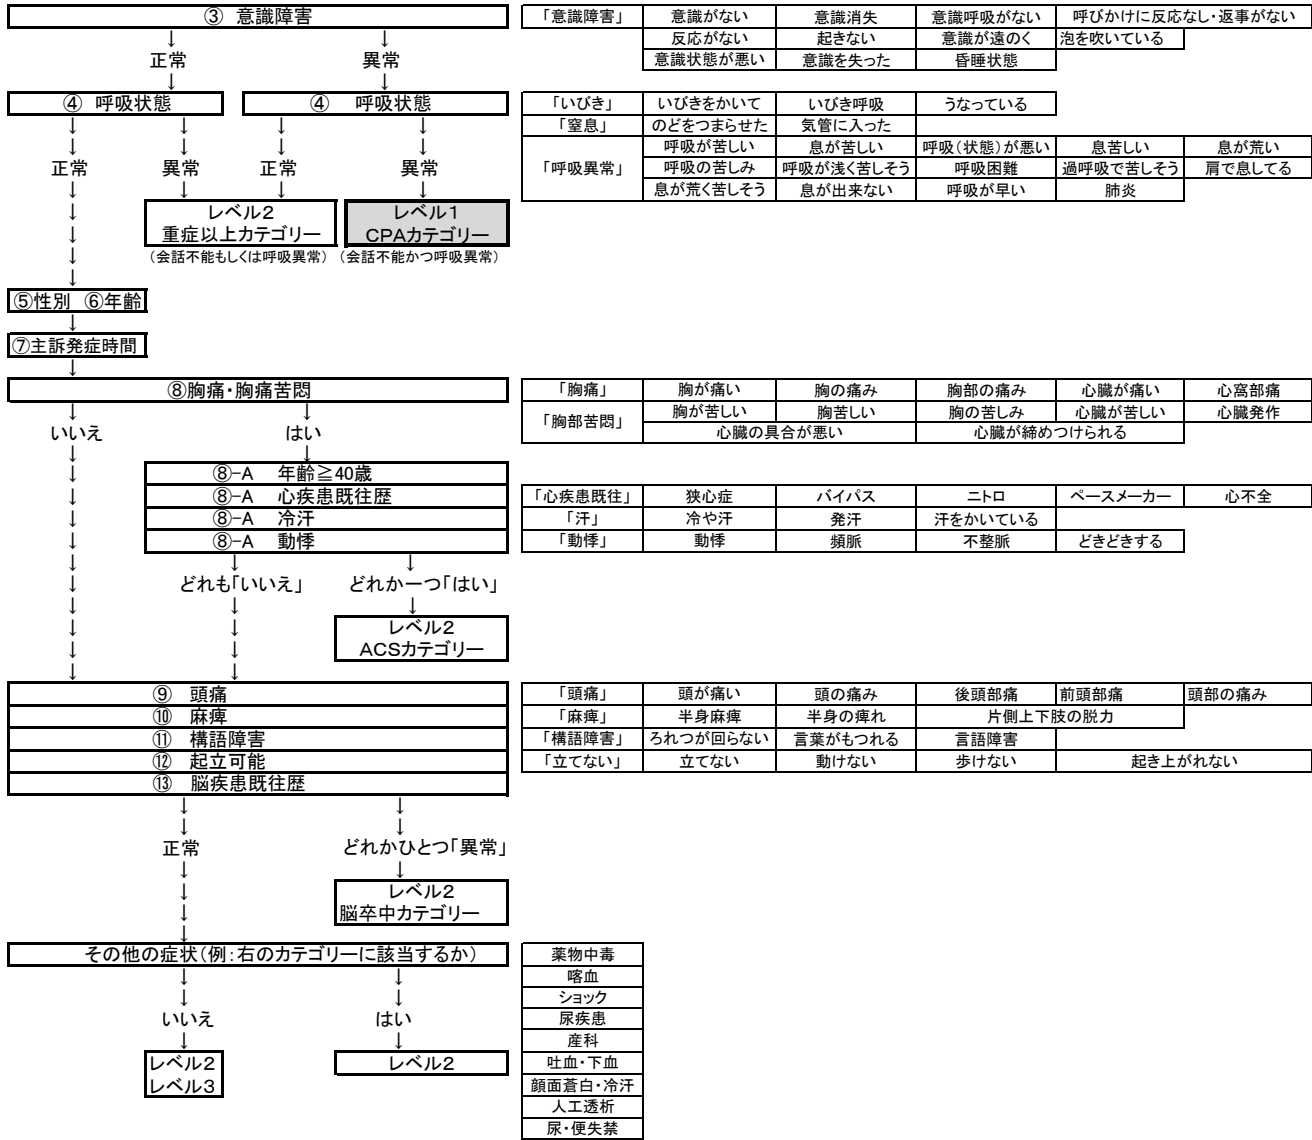 ③ 意識障害
「意識障害」 意識がない 意識消失 意識呼吸がない 呼びかけに反応なし・返事がない
↓ ↓ 反応がない 起きない 意識が遠のく 泡を吹いている
正常 異常 意識状態が悪い 意識を失った 昏睡状態
↓ ↓
④ 呼吸状態 ④ 呼吸状態 「いびき」 いびきをかいて いびき呼吸 うなっている
↓ ↓ ↓ ↓ 「窒息」 のどをつまらせた 気管に入った
↓ ↓ ↓ ↓ 呼吸が苦しい 息が苦しい 呼吸(状態)が悪い 息苦しい 息が荒い
正常 異常 正常 異常 「呼吸異常」 呼吸の苦しみ 呼吸が浅く苦しそう 呼吸困難 過呼吸で苦しそう 肩で息してる
↓ ↓ ↓ ↓ 息が荒く苦しそう 息が出来ない 呼吸が早い 肺炎
↓ レベル2 レベル1
↓ 重症以上カテゴリー CPAカテゴリー
↓ (会話不能もしくは呼吸異常) (会話不能かつ呼吸異常)
↓
⑤性別 ⑥年齢
↓
⑦主訴発症時間
↓
⑧胸痛・胸痛苦悶 「胸痛」 胸が痛い 胸の痛み 胸部の痛み 心臓が痛い 心窩部痛
↓ ↓ 「胸部苦悶」 胸が苦しい 胸苦しい 胸の苦しみ 心臓が苦しい 心臓発作
いいえ はい 心臓の具合が悪い 心臓が締めつけられる
↓ ↓
↓ ⑧-A 年齢≧40歳
↓ ⑧-A 心疾患既往歴 「心疾患既往」 狭心症 バイパス ニトロ ペースメーカー 心不全
↓ ⑧-A 冷汗 「汗」 冷や汗 発汗 汗をかいている
↓ ⑧-A 動悸 「動悸」 動悸 頻脈 不整脈 どきどきする
↓ ↓ ↓
↓ どれも「いいえ」 どれか一つ「はい」
↓ ↓ ↓
↓ ↓ レベル2
↓ ↓ ACSカテゴリー
↓ ↓
⑨ 頭痛 「頭痛」 頭が痛い 頭の痛み 後頭部痛 前頭部痛 頭部の痛み
⑩ 麻痺 「麻痺」 半身麻痺 半身の痺れ 片側上下肢の脱力
⑪ 構語障害 「構語障害」 ろれつが回らない 言葉がもつれる 言語障害
⑫ 起立可能 「立てない」 立てない 動けない 歩けない 起き上がれない
⑬ 脳疾患既往歴
↓ ↓
↓ ↓
正常 どれかひとつ「異常」
↓ ↓
↓ レベル2
↓ 脳卒中カテゴリー
↓
その他の症状(例:右のカテゴリーに該当するか) 薬物中毒
↓ ↓ 喀血
↓ ↓ ショック
いいえ はい 尿疾患
↓ ↓ 産科
レベル2 レベル2 吐血・下血
レベル3 顔面蒼白・冷汗
人工透析
尿・便失禁